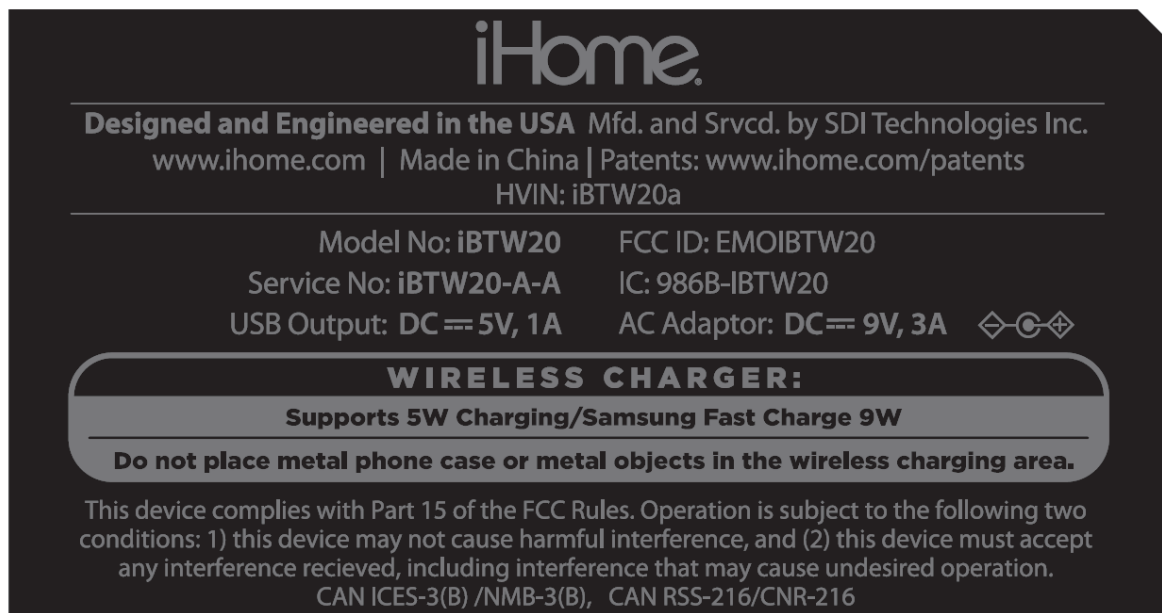 iHome
Designed and Engineered in the USA Mfd. and Srvcd. by SDI Technologies Inc.
www.ihome.com | Made in China | Patents: www.ihome.com/patents
HVIN: iBTW20a
Model No: iBTW20 FCC ID: EMOIBTW20
Service No: iBTW20-A-A IC: 986B-IBTW20
USB Output: DC⎓5V, 1A AC Adaptor: DC⎓ 9V, 3A
WIRELESS CHARGER:
Supports 5W Charging/Samsung Fast Charge 9W
Do not place metal phone case or metal objects in the wireless charging area.
This device complies with Part 15 of the FCC Rules. Operation is subject to the following two
conditions: 1) this device may not cause harmful interference, and (2) this device must accept
any interference recieved, including interference that may cause undesired operation.
CAN ICES-3(B) /NMB-3(B), CAN RSS-216/CNR-216